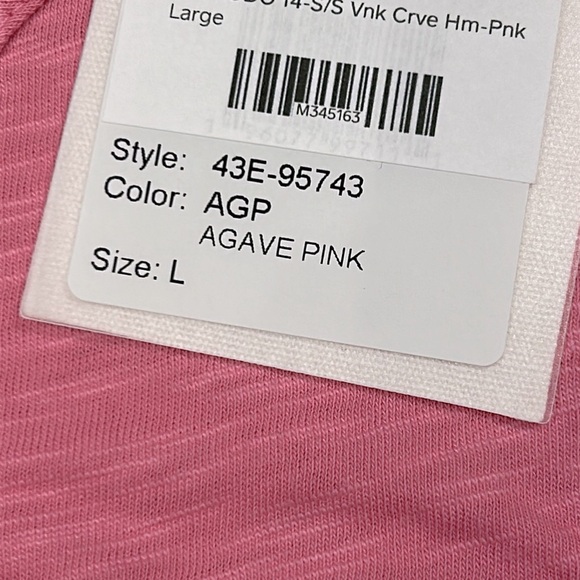 14-S/S Vnk Crve Hm-Pnk
Large
M345163
Style: 43E-95743
Color: AGP
AGAVE PINK
Size: L